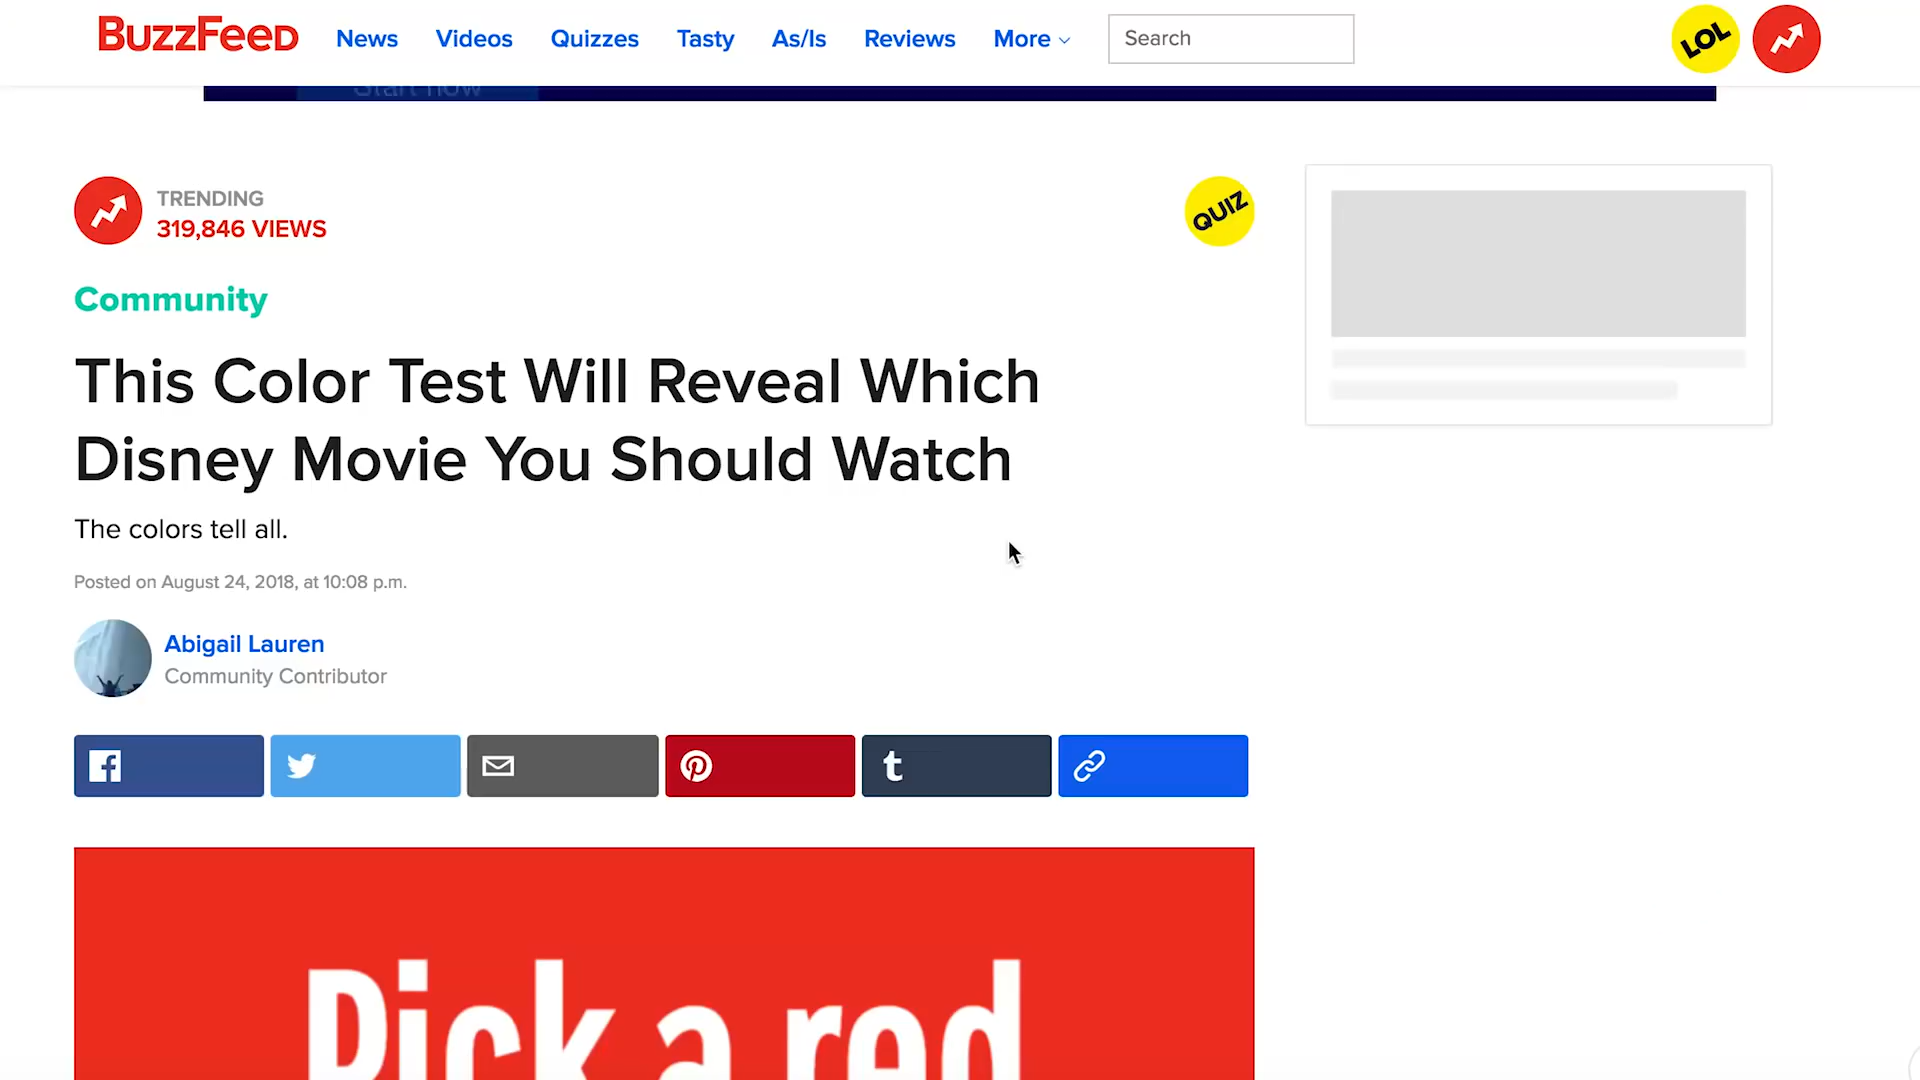 BuzzFeed News Videos Quizzes Tasty As/Is Reviews More Search LOL
Start now
TRENDING
319,846 VIEWS
QUIZ
Community
This Color Test Will Reveal Which
Disney Movie You Should Watch
The colors tell all.
Posted on August 24, 2018, at 10:08 p.m.
Abigail Lauren
Community Contributor
Pick a red